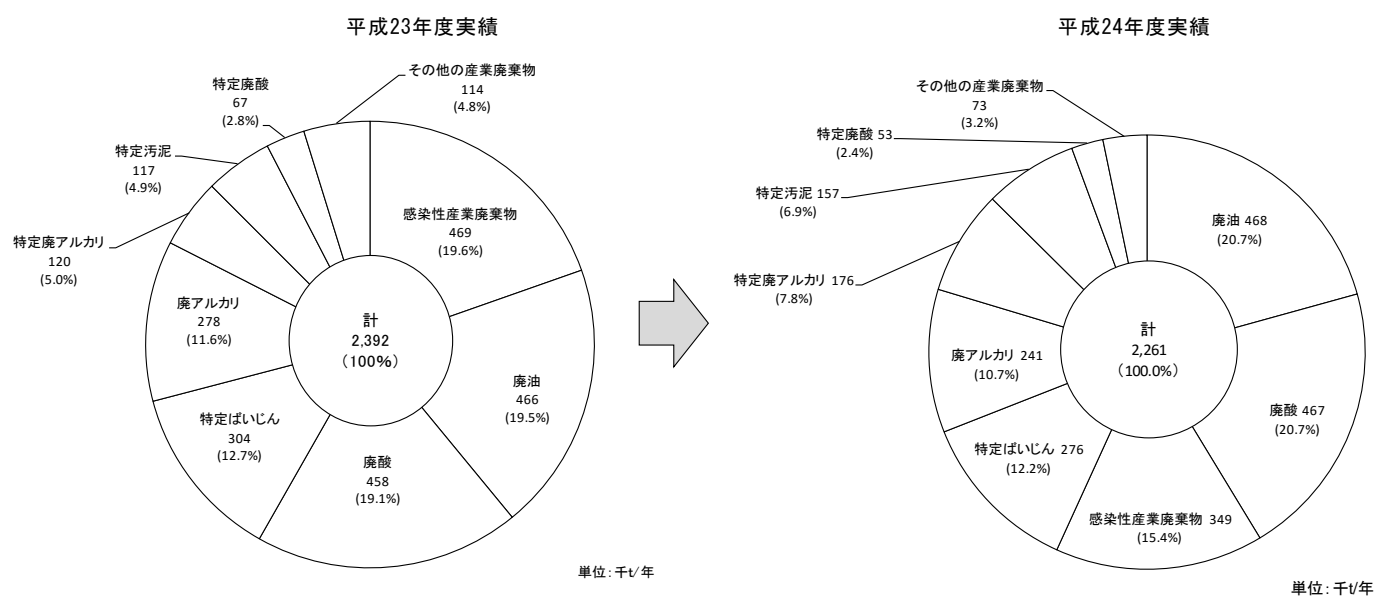 平成23年度実績
その他の産業廃棄物
114
(4.8%)
特定廃酸
67
(2.8%)
特定汚泥
117
(4.9%)
特定廃アルカリ
120
(5.0%)
感染性産業廃棄物
469
(19.6%)
廃アルカリ
278
(11.6%)
計
2,392
（100%）
廃油
466
(19.5%)
特定ばいじん
304
(12.7%)
廃酸
458
(19.1%)
単位：千t/年
平成24年度実績
その他の産業廃棄物
73
(3.2%)
特定廃酸 53
(2.4%)
特定汚泥 157
(6.9%)
特定廃アルカリ 176
(7.8%)
廃油 468
(20.7%)
計
2,261
（100.0%）
廃アルカリ 241
(10.7%)
廃酸 467
(20.7%)
特定ばいじん 276
(12.2%)
感染性産業廃棄物 349
(15.4%)
単位：千t/年